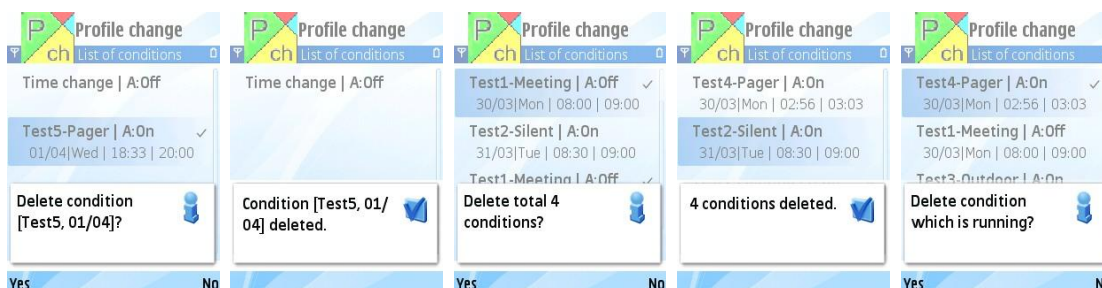 P
ch
Profile change
List of conditions
Time change | A:Off
Test5-Pager | A:On
01/04|Wed | 18:33 | 20:00
Delete condition
[Test5, 01/04]?
Yes No
P
ch
Profile change
List of conditions
Time change | A:Off
Condition [Test5, 01/
04] deleted.
P
ch
Profile change
List of conditions
Test1-Meeting | A:Off
30/03|Mon | 08:00 | 09:00
Test2-Silent | A:On
31/03|Tue | 08:30 | 09:00
Test1-Meeting | A:Off
Delete total 4
conditions?
Yes No
P
ch
Profile change
List of conditions
Test4-Pager | A:On
30/03|Mon | 02:56 | 03:03
Test2-Silent | A:On
31/03|Tue | 08:30 | 09:00
4 conditions deleted.
P
ch
Profile change
List of conditions
Test4-Pager | A:On
30/03|Mon | 02:56 | 03:03
Test1-Meeting | A:Off
30/03|Mon | 08:00 | 09:00
Test3-Outdoor | A:On
Delete condition
which is running?
Yes